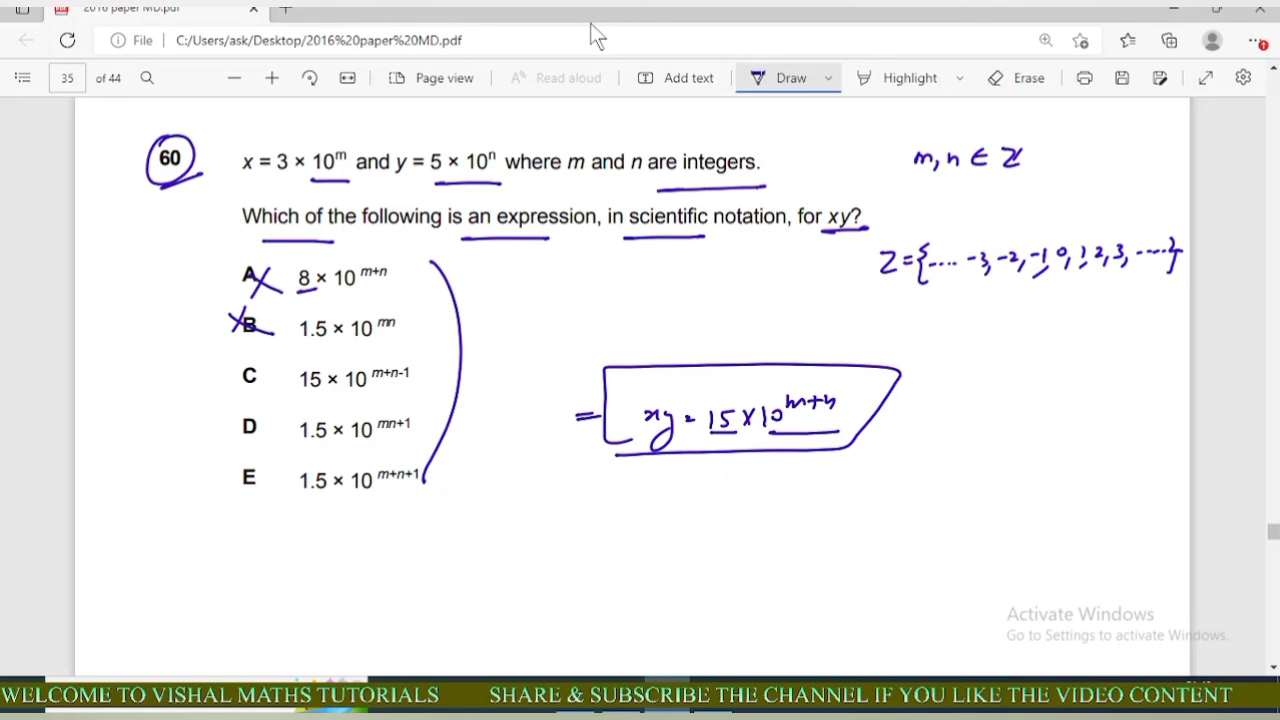 2016 paper MD.pdf
File C:/Users/ask/Desktop/2016%20paper%20MD.pdf
35 of 44 Page view Read aloud Add text Draw Highlight Erase
60 x = 3 × 10^m and y = 5 × 10^n where m and n are integers. m, n ∈ Z
Which of the following is an expression, in scientific notation, for xy?
Z = {.... -3, -2, -1 0, 1 2, 3, ....}
A 8 × 10^m+n
B 1.5 × 10^mn
C 15 × 10^m+n-1
= xy = 15 × 10^m+n
D 1.5 × 10^mn+1
E 1.5 × 10^m+n+1
Activate Windows
Go to Settings to activate Windows.
WELCOME TO VISHAL MATHS TUTORIALS SHARE & SUBSCRIBE THE CHANNEL IF YOU LIKE THE VIDEO CONTENT